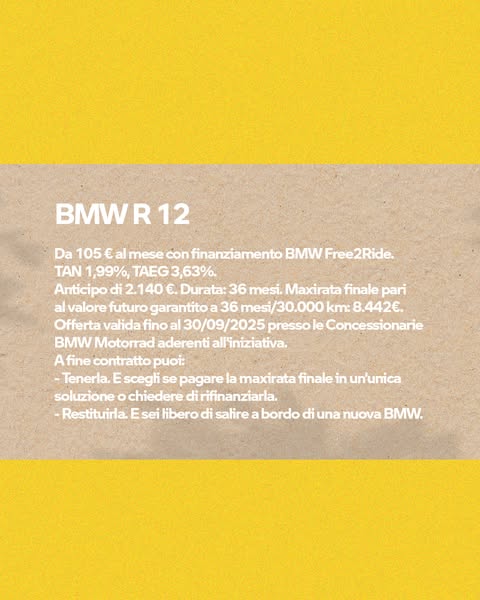 BMW R 12
Da 105 € al mese con finanziamento BMW Free2Ride.
TAN 1,99%, TAEG 3,63%.
Anticipo di 2.140 €. Durata: 36 mesi. Maxirata finale pari
al valore futuro garantito a 36 mesi/30.000 km: 8.442€.
Offerta valida fino al 30/09/2025 presso le Concessionarie
BMW Motorrad aderenti all'iniziativa.
A fine contratto puoi:
- Tenerla. E scegli se pagare la maxirata finale in un'unica
soluzione o chiedere di rifinanziarla.
- Restituirla. E sei libero di salire a bordo di una nuova BMW.